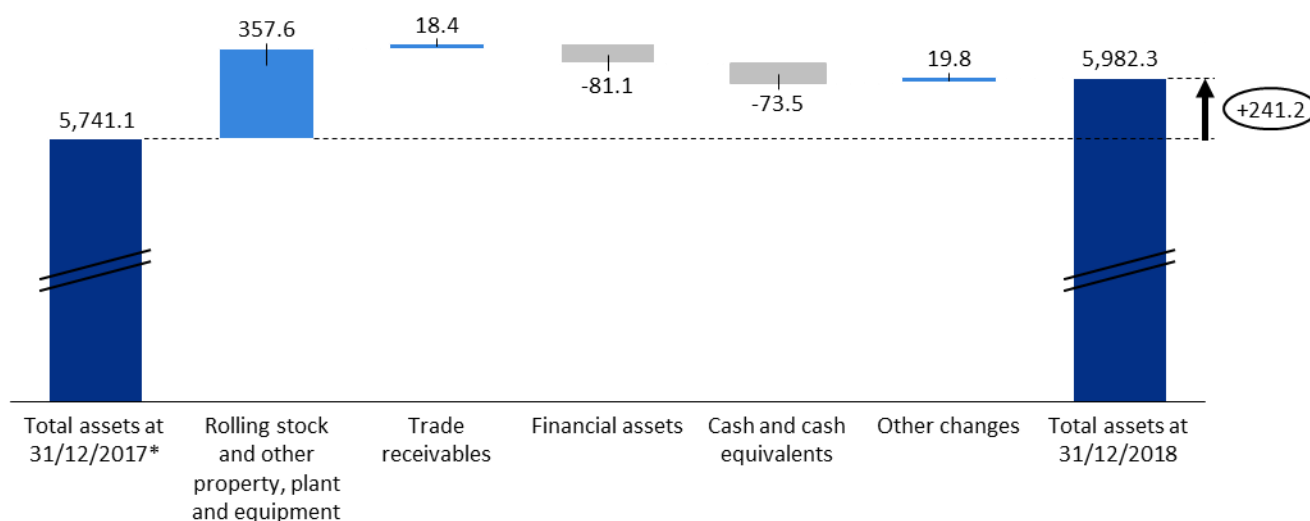 357.6
18.4
-81.1
-73.5
19.8
5,982.3
+241.2
5,741.1
Total assets at
31/12/2017*
Rolling stock
and other
property, plant
and equipment
Trade
receivables
Financial assets
Cash and cash
equivalents
Other changes
Total assets at
31/12/2018